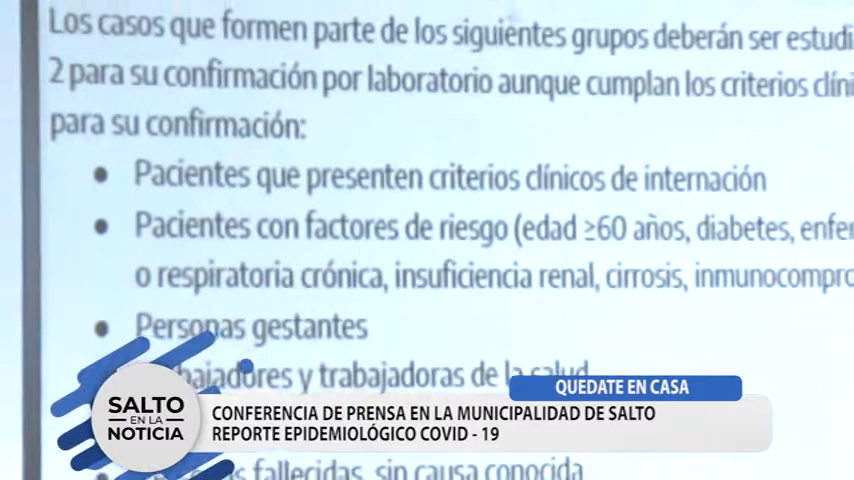 Los casos que formen parte de los siguientes grupos deberán ser estudi
2 para su confirmación por laboratorio aunque cumplan los criterios clíni
para su confirmación:
• Pacientes que presenten criterios clínicos de internación
• Pacientes con factores de riesgo (edad ≥60 años, diabetes, enfer
o respiratoria crónica, insuficiencia renal, cirrosis, inmunocompro
• Personas gestantes
bajadores y trabajadoras de la salud
QUEDATE EN CASA
SALTO
EN LA
NOTICIA
CONFERENCIA DE PRENSA EN LA MUNICIPALIDAD DE SALTO
REPORTE EPIDEMIOLÓGICO COVID - 19
fallecidas, sin causa conocida